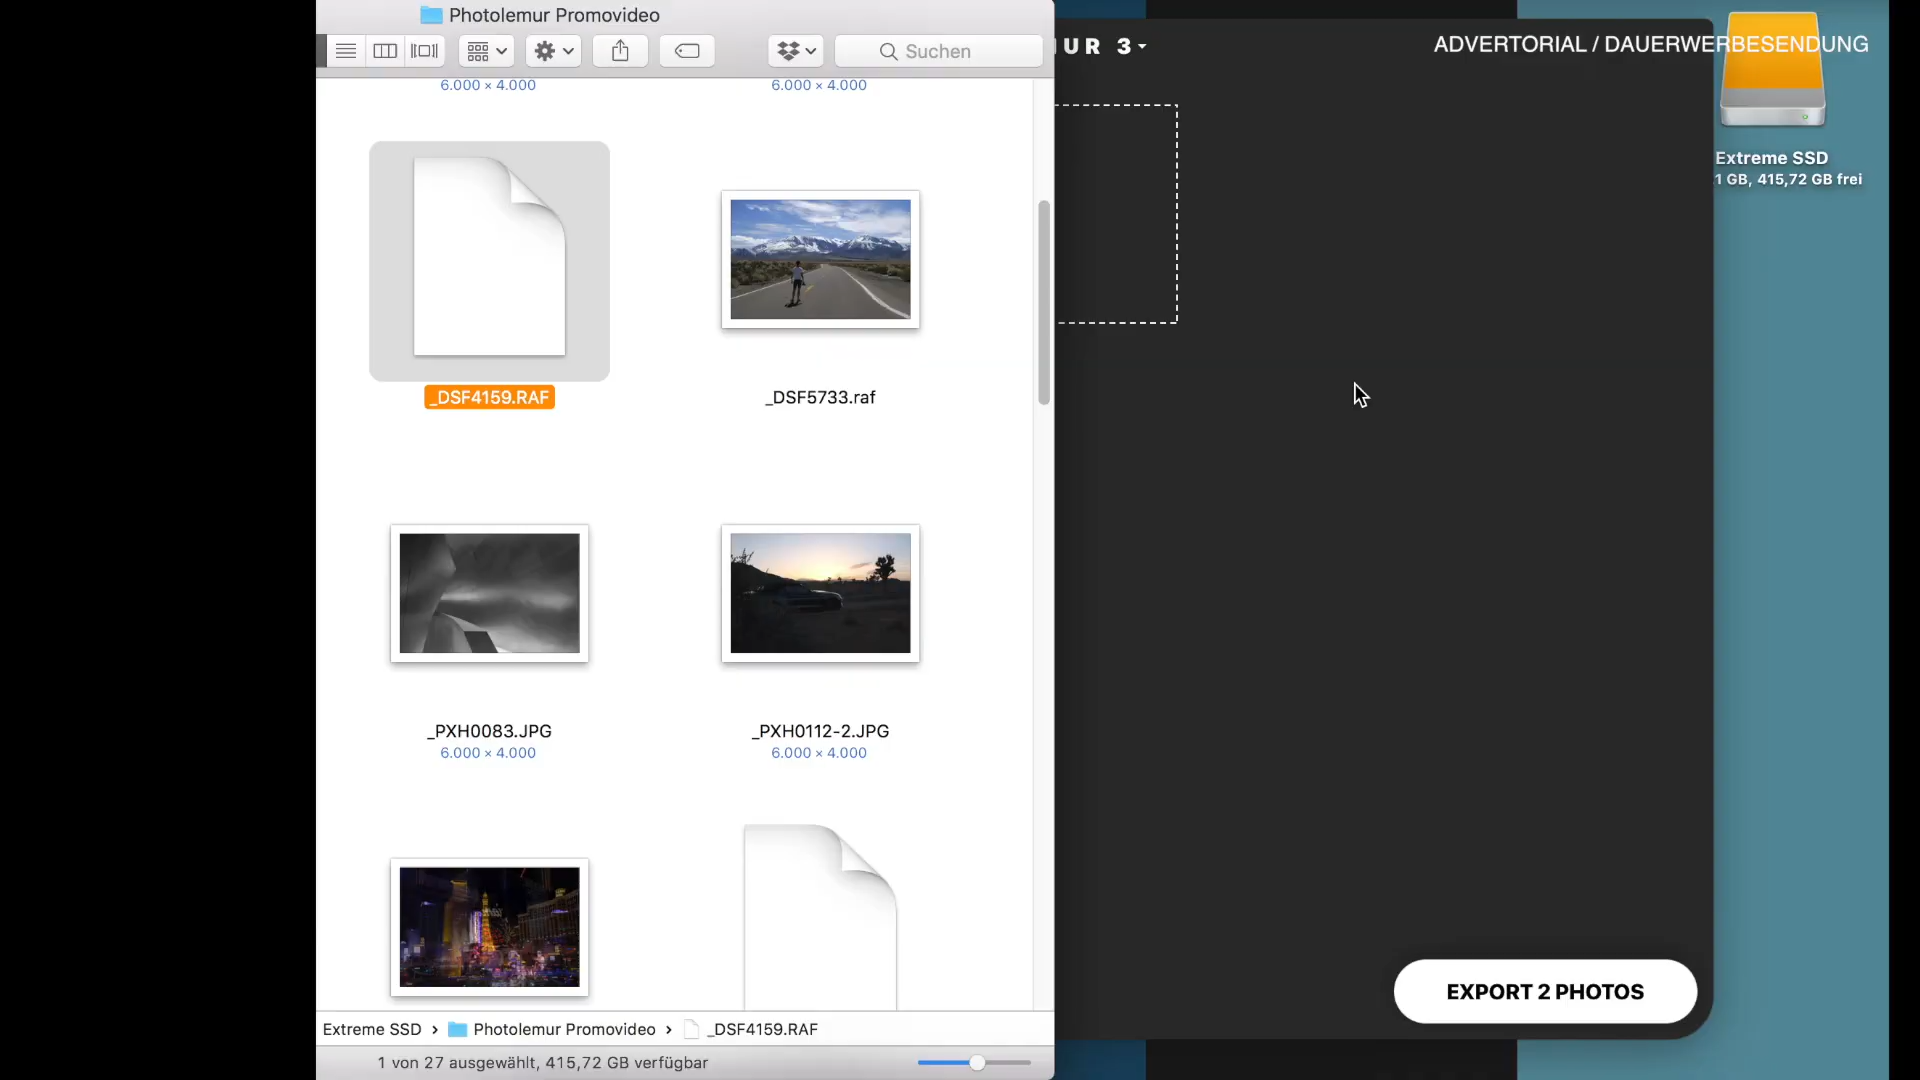 Photolemur Promovideo
Suchen
UR 3
ADVERTORIAL / DAUERWERBESENDUNG
6.000 × 4.000
6.000 × 4.000
Extreme SSD
1 GB, 415,72 GB frei
_DSF4159.RAF
_DSF5733.raf
_PXH0083.JPG
6.000 × 4.000
_PXH0112-2.JPG
6.000 × 4.000
EXPORT 2 PHOTOS
Extreme SSD › Photolemur Promovideo › _DSF4159.RAF
1 von 27 ausgewählt, 415,72 GB verfügbar